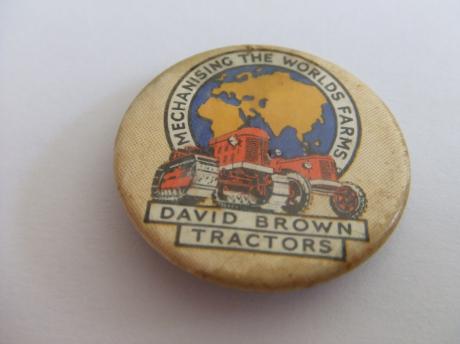 MECHANISING THE WORLDS FARMS
DAVID BROWN
TRACTORS